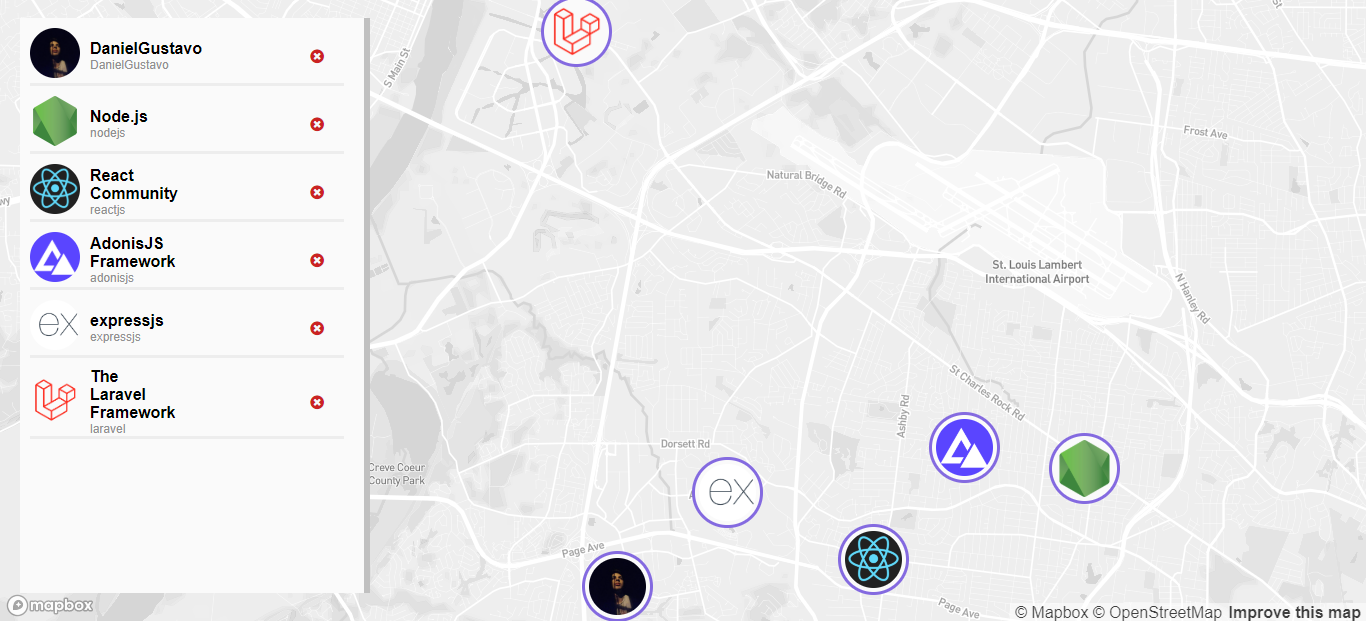 DanielGustavo
DanielGustavo
Node.js
nodejs
React
Community
reactjs
AdonisJS
Framework
adonisjs
ex
expressjs
expressjs
The
Laravel
Framework
laravel
S Main St
Natural Bridge Rd
Frost Ave
St. Louis Lambert
International Airport
N Hanley Rd
St Charles Rock Rd
Ashby Rd
Dorsett Rd
Creve Coeur
County Park
ex
Page Ave
Page Ave
mapbox
© Mapbox © OpenStreetMap Improve this map